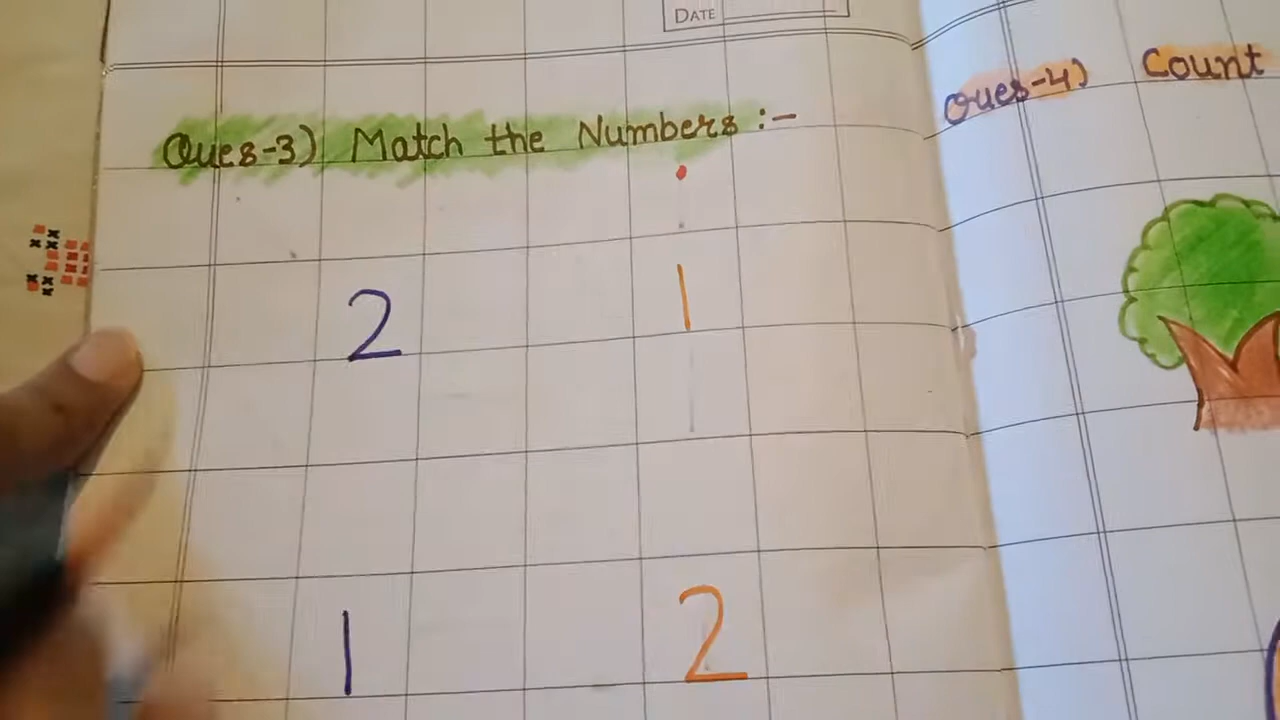 DATE
Ques-3) Match the Numbers :-
2 1
1 2
Ques-4) Count